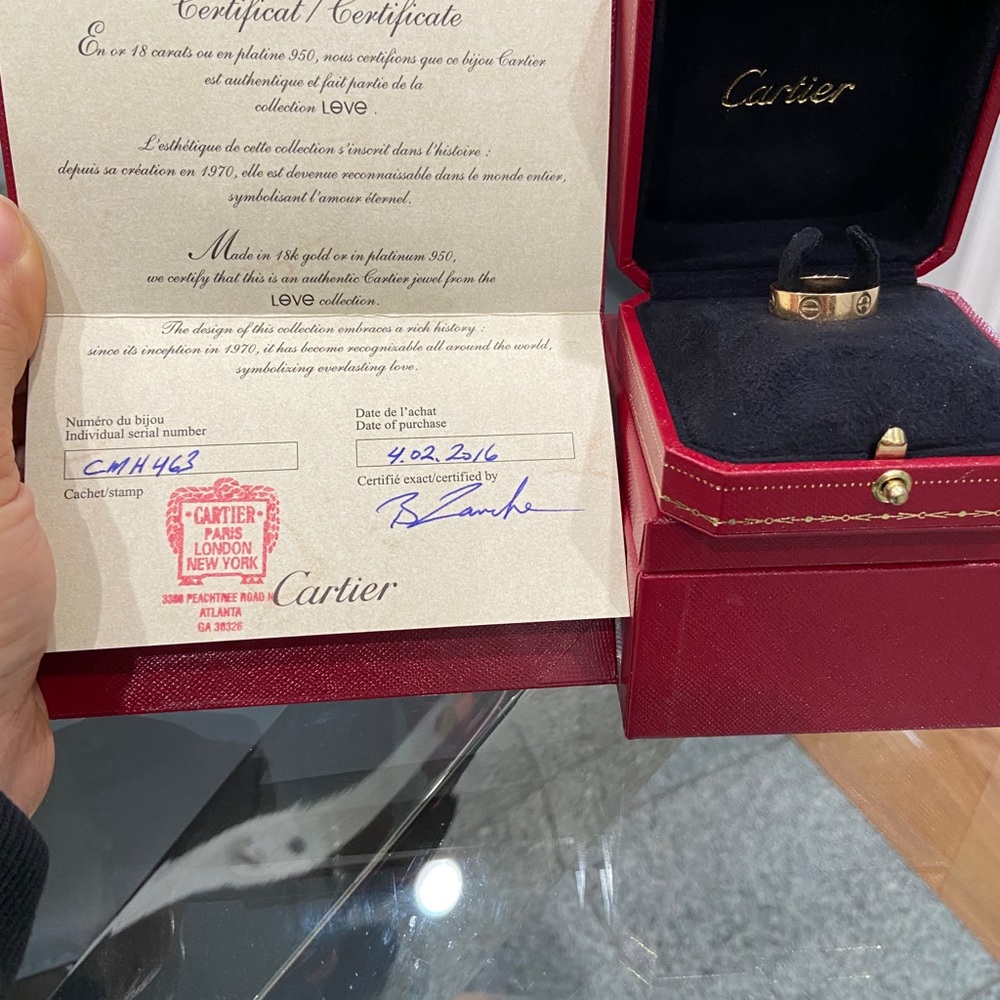 Certificat / Certificate
En or 18 carats ou en platine 950, nous certifions que ce bijou Cartier
est authentique et fait partie de la
collection LOVE .
L'esthétique de cette collection s'inscrit dans l'histoire :
depuis sa création en 1970, elle est devenue reconnaissable dans le monde entier,
symbolisant l'amour éternel.
Made in 18k gold or in platinum 950,
we certify that this is an authentic Cartier jewel from the
LOVE collection.
The design of this collection embraces a rich history :
since its inception in 1970, it has become recognizable all around the world,
symbolizing everlasting love.
Numéro du bijou
Individual serial number
CMH463
Cachet/stamp
Date de l'achat
Date of purchase
4.02.2016
Certifié exact/certified by
·CARTIER·
PARIS
LONDON
NEW YORK
PEACHTREE ROAD N
ATLANTA
GA 30326
Cartier
Cartier